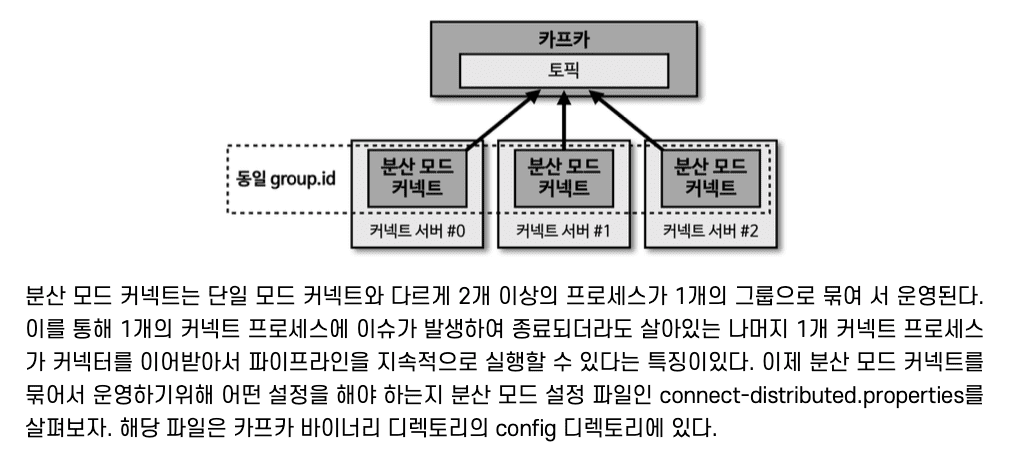 카프카
토픽
동일 group.id
분산 모드
커넥트
분산 모드
커넥트
분산 모드
커넥트
커넥트 서버 #0
커넥트 서버 #1
커넥트 서버 #2
분산 모드 커넥트는 단일 모드 커넥트와 다르게 2개 이상의 프로세스가 1개의 그룹으로 묶여 서 운영된다.
이를 통해 1개의 커넥트 프로세스에 이슈가 발생하여 종료되더라도 살아있는 나머지 1개 커넥트 프로세스
가 커넥터를 이어받아서 파이프라인을 지속적으로 실행할 수 있다는 특징이있다. 이제 분산 모드 커넥트를
묶어서 운영하기위해 어떤 설정을 해야 하는지 분산 모드 설정 파일인 connect-distributed.properties를
살펴보자. 해당 파일은 카프카 바이너리 디렉토리의 config 디렉토리에 있다.